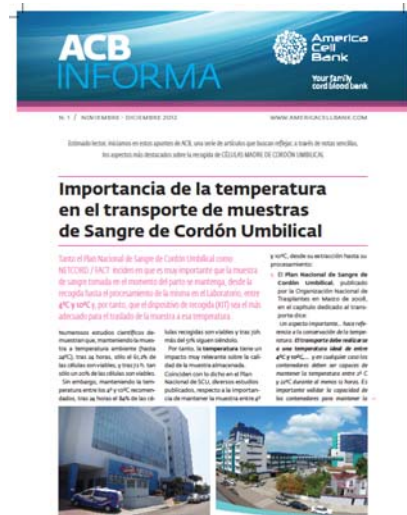 ACB
INFORMA
America
Cell
Bank
Your family
cord blood bank
N. 1 / NOVIEMBRE - DICIEMBRE 2012
WWW.AMERICACELLBANK.COM
Estimado lector, iniciamos en estos apuntes de ACB, una serie de artículos que buscan reflejar, a través de notas sencillas,
los aspectos más destacados sobre la recogida de CÉLULAS MADRE DE CORDÓN UMBILICAL.
Importancia de la temperatura
en el transporte de muestras
de Sangre de Cordón Umbilical
Tanto el Plan Nacional de Sangre de Cordón Umbilical como
NETCORD / FACT inciden en que es muy importante que la muestra
de sangre tomada en el momento del parto se mantenga, desde la
recogida hasta el procesamiento de la misma en el Laboratorio, entre
4ºC y 10ºC y, por tanto, que el dispositivo de recogida (KIT) sea el más
adecuado para el traslado de la muestra a esa temperatura.
Numerosos estudios científicos de-
muestran que, manteniendo la mues-
tra a temperatura ambiente (hasta
24ºC), tras 24 horas, sólo el
las células son viables, y tras 72 h. tan
sólo un 20% de las células son viables.
Sin embargo, manteniendo la tem-
peratura entre los 4º y 10ºC recomen-
dados, tras 24 horas el 84% de las cé-
lulas recogidas son viables y tras 72h.
más del 51% siguen siéndolo.
Por tanto, la temperatura tiene un
impacto muy relevante sobre la cali-
dad de la muestra almacenada.
Coinciden con lo dicho en el Plan
Nacional de SCU, diversos estudios
publicados, respecto a la importan-
cia de mantener la muestra entre 4º
y 10ºC, desde su extracción hasta su
procesamiento:
El Plan Nacional de Sangre de
Cordón Umbilical, publicado
por la Organización Nacional de
Trasplantes en Marzo de 2008,
en el capítulo dedicado al trans-
porte dice
Un aspecto importante... hace refe-
rencia a la conservación de la tempe-
ratura. El transporte debe realizarse
a una temperatura ideal de entre
4ºC y 10ºC... y en cualquier caso los
contenedores deben ser capaces de
mantener la temperatura entre 2º C
y 24ºC durante al menos 12 horas. Es
importante validar la capacidad de
los contenedores para mantener la